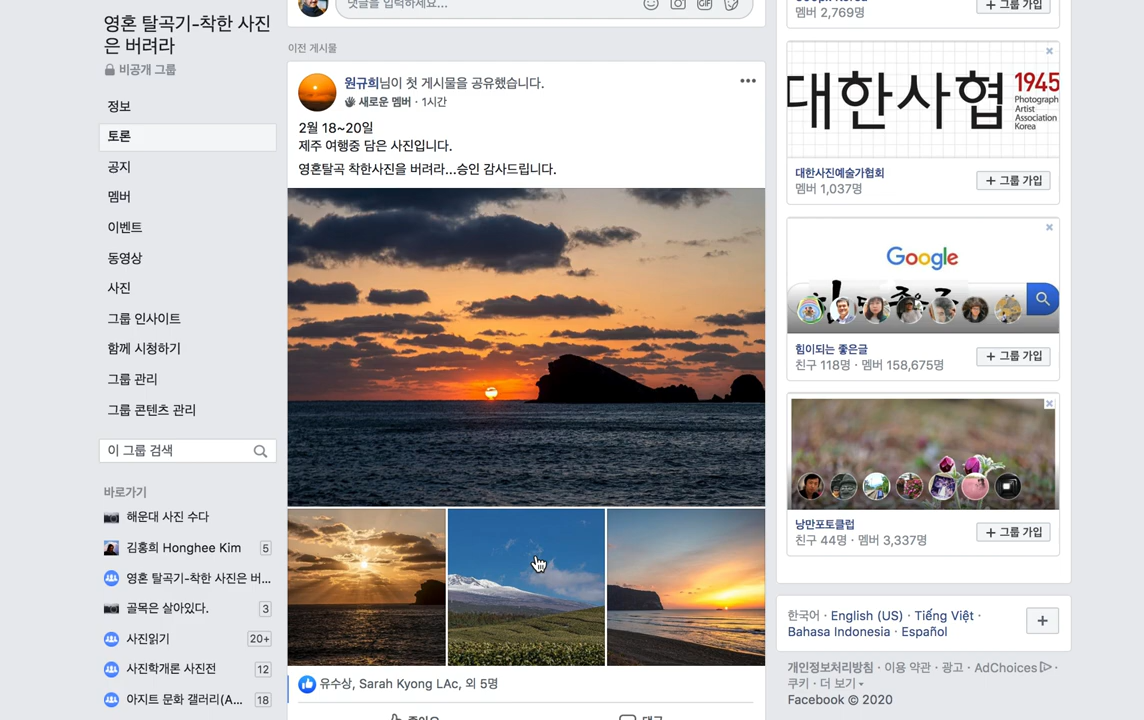 영혼 탈곡기-착한 사진
은 버려라
비공개 그룹
정보
토론
공지
멤버
이벤트
동영상
사진
그룹 인사이트
함께 시청하기
그룹 관리
그룹 콘텐츠 관리
이 그룹 검색
바로가기
해운대 사진 수다
김홍희 Honghee Kim 5
영혼 탈곡기-착한 사진은 버...
골목은 살아있다. 3
사진읽기 20+
사진학개론 사진전 12
아지트 문화 갤러리(A... 18
댓글을 입력하세요...
GIF
이전 게시물
원규희님이 첫 게시물을 공유했습니다.
새로운 멤버 · 1시간
2월 18~20일
제주 여행중 담은 사진입니다.
영혼탈곡 착한사진을 버려라...승인 감사드립니다.
유수상, Sarah Kyong LAc, 외 5명
멤버 2,769명
+ 그룹 가입
대한사협
1945
Photograph
Artist
Association
Korea
대한사진예술가협회
멤버 1,037명
+ 그룹 가입
Google
힘이되는 좋은글
친구 118명 · 멤버 158,675명
+ 그룹 가입
낭만포토클럽
친구 44명 · 멤버 3,337명
+ 그룹 가입
한국어 · English (US) · Tiếng Việt ·
Bahasa Indonesia · Español
개인정보처리방침 · 이용 약관 · 광고 · AdChoices ·
쿠키 · 더 보기
Facebook © 2020